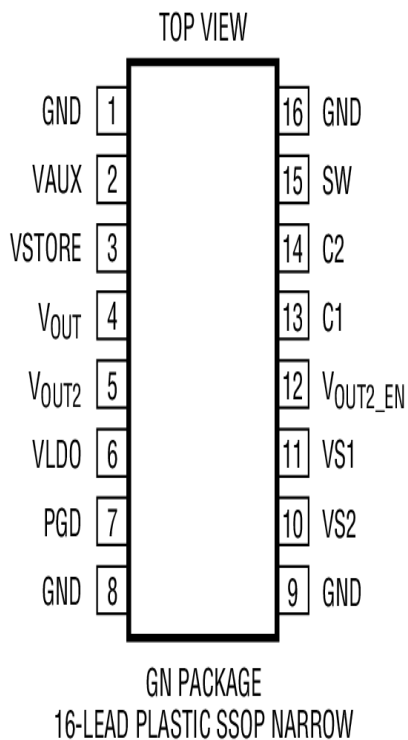 TOP VIEW
GND 1 16 GND
VAUX 2 15 SW
VSTORE 3 14 C2
VOUT 4 13 C1
VOUT2 5 12 VOUT2_EN
VLDO 6 11 VS1
PGD 7 10 VS2
GND 8 9 GND
GN PACKAGE
16-LEAD PLASTIC SSOP NARROW